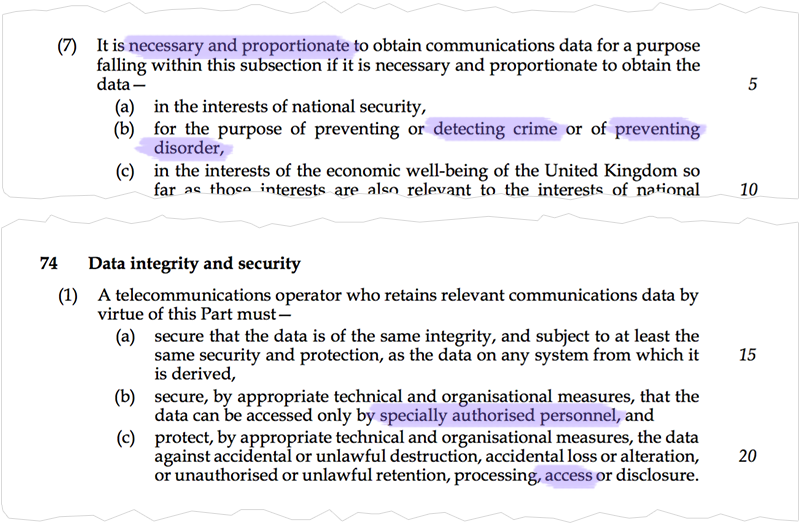 (7) It is necessary and proportionate to obtain communications data for a purpose
falling within this subsection if it is necessary and proportionate to obtain the
data— 5
(a) in the interests of national security,
(b) for the purpose of preventing or detecting crime or of preventing
disorder,
(c) in the interests of the economic well-being of the United Kingdom so
far as those interests are also relevant to the interests of national 10
74 Data integrity and security
(1) A telecommunications operator who retains relevant communications data by
virtue of this Part must—
(a) secure that the data is of the same integrity, and subject to at least the
same security and protection, as the data on any system from which it 15
is derived,
(b) secure, by appropriate technical and organisational measures, that the
data can be accessed only by specially authorised personnel, and
(c) protect, by appropriate technical and organisational measures, the data
against accidental or unlawful destruction, accidental loss or alteration, 20
or unauthorised or unlawful retention, processing, access or disclosure.